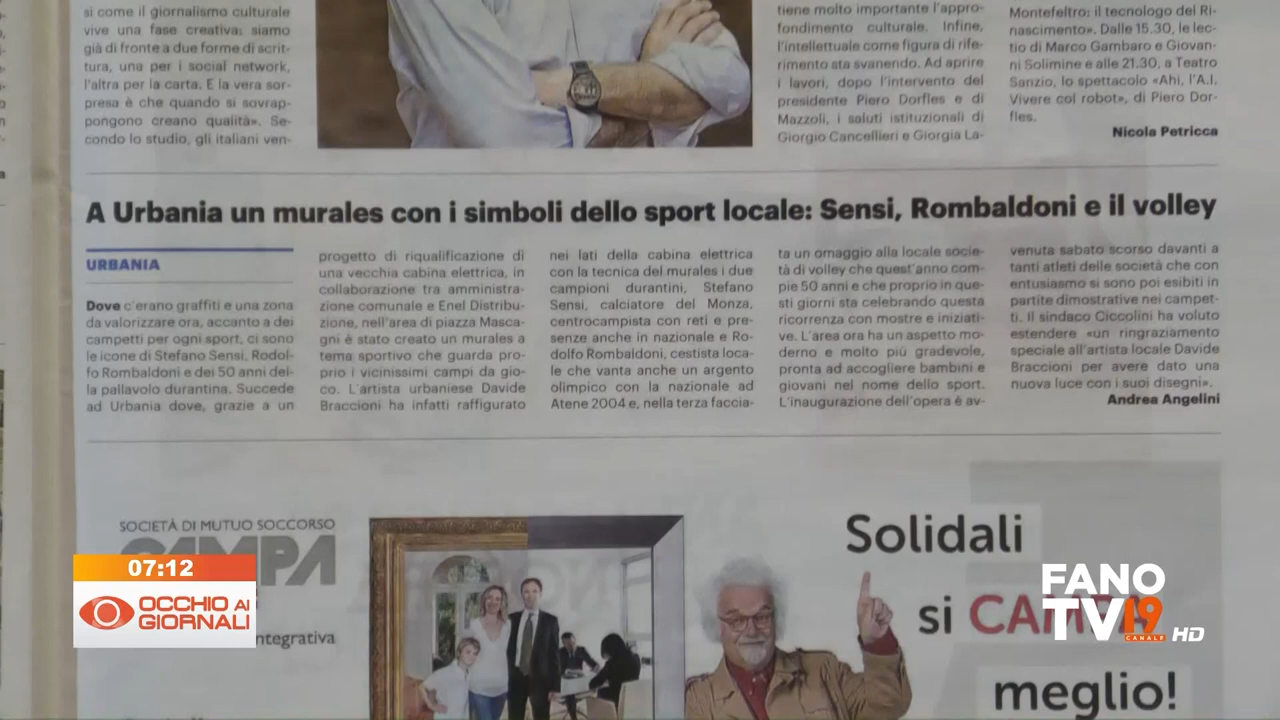 si come il giornalismo culturale
vive una fase creativa: siamo
già di fronte a due forme di scrit-
tura, una per i social network,
l'altra per la carta. E la vera sor-
presa è che quando si sovrap-
pongono creano qualità». Se-
condo lo studio, gli italiani ven-
tiene molto importante l'appro-
fondimento culturale. Infine,
l'intellettuale come figura di rife-
rimento sta svanendo. Ad aprire
i lavori, dopo l'intervento del
presidente Piero Dorfles e di
Mazzoli, i saluti istituzionali di
Giorgio Cancellieri e Giorgia La-
Montefeltro: il tecnologo del Ri-
nascimento». Dalle 15.30, le lec-
tio di Marco Gambaro e Giovan-
ni Solimine e alle 21.30, a Teatro
Sanzio, lo spettacolo «Ahi, l'A.I.
Vivere col robot», di Piero Dor-
fles.
Nicola Petricca
A Urbania un murales con i simboli dello sport locale: Sensi, Rombaldoni e il volley
URBANIA
Dove c'erano graffiti e una zona
da valorizzare ora, accanto a dei
campetti per ogni sport, ci sono
le icone di Stefano Sensi, Rodol-
fo Rombaldoni e dei 50 anni del-
la pallavolo durantina. Succede
ad Urbania dove, grazie a un
progetto di riqualificazione di
una vecchia cabina elettrica, in
collaborazione tra amministra-
zione comunale e Enel Distribu-
zione, nell'area di piazza Masca-
gni è stato creato un murales a
tema sportivo che guarda pro-
prio i vicinissimi campi da gio-
co. L'artista urbaniese Davide
Braccioni ha infatti raffigurato
nei lati della cabina elettrica
con la tecnica del murales i due
campioni durantini, Stefano
Sensi, calciatore del Monza,
centrocampista con reti e pre-
senze anche in nazionale e Ro-
dolfo Rombaldoni, cestista loca-
le che vanta anche un argento
olimpico con la nazionale ad
Atene 2004 e, nella terza faccia-
ta un omaggio alla locale socie-
tà di volley che quest'anno com-
pie 50 anni e che proprio in que-
sti giorni sta celebrando questa
ricorrenza con mostre e iniziati-
ve. L'area ora ha un aspetto mo-
derno e molto più gradevole,
pronta ad accogliere bambini e
giovani nel nome dello sport.
L'inaugurazione dell'opera è av-
venuta sabato scorso davanti a
tanti atleti delle società che con
entusiasmo si sono poi esibiti in
partite dimostrative nei campet-
ti. Il sindaco Ciccolini ha voluto
estendere «un ringraziamento
speciale all'artista locale Davide
Braccioni per avere dato una
nuova luce con i suoi disegni».
Andrea Angelini
SOCIETÀ DI MUTUO SOCCORSO
CAMPA
integrativa
Solidali
si CAMPA
meglio!
07:12
OCCHIO AI
GIORNALI
FANO
TV19
CANALE HD